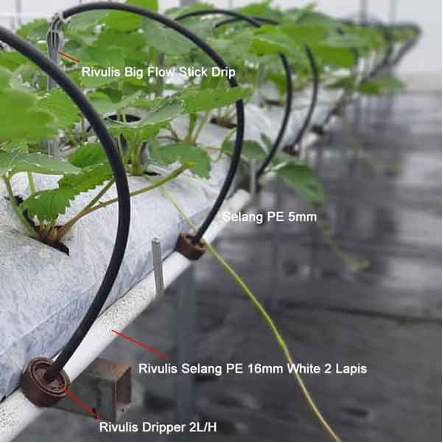 Rivulis Big Flow Stick Drip
Selang PE 5mm
Rivulis Selang PE 16mm White 2 Lapis
Rivulis Dripper 2L/H